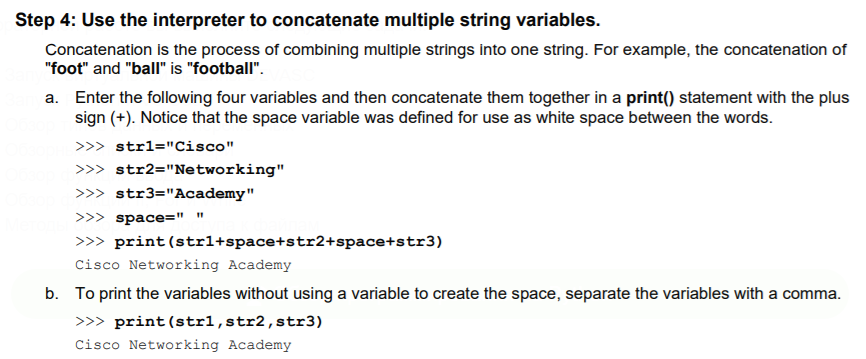 Step 4: Use the interpreter to concatenate multiple string variables.
Concatenation is the process of combining multiple strings into one string. For example, the concatenation of
"foot" and "ball" is "football".
a. Enter the following four variables and then concatenate them together in a print() statement with the plus
sign (+). Notice that the space variable was defined for use as white space between the words.
>>> str1="Cisco"
>>> str2="Networking"
>>> str3="Academy"
>>> space=" "
>>> print(str1+space+str2+space+str3)
Cisco Networking Academy
b. To print the variables without using a variable to create the space, separate the variables with a comma.
>>> print(str1,str2,str3)
Cisco Networking Academy